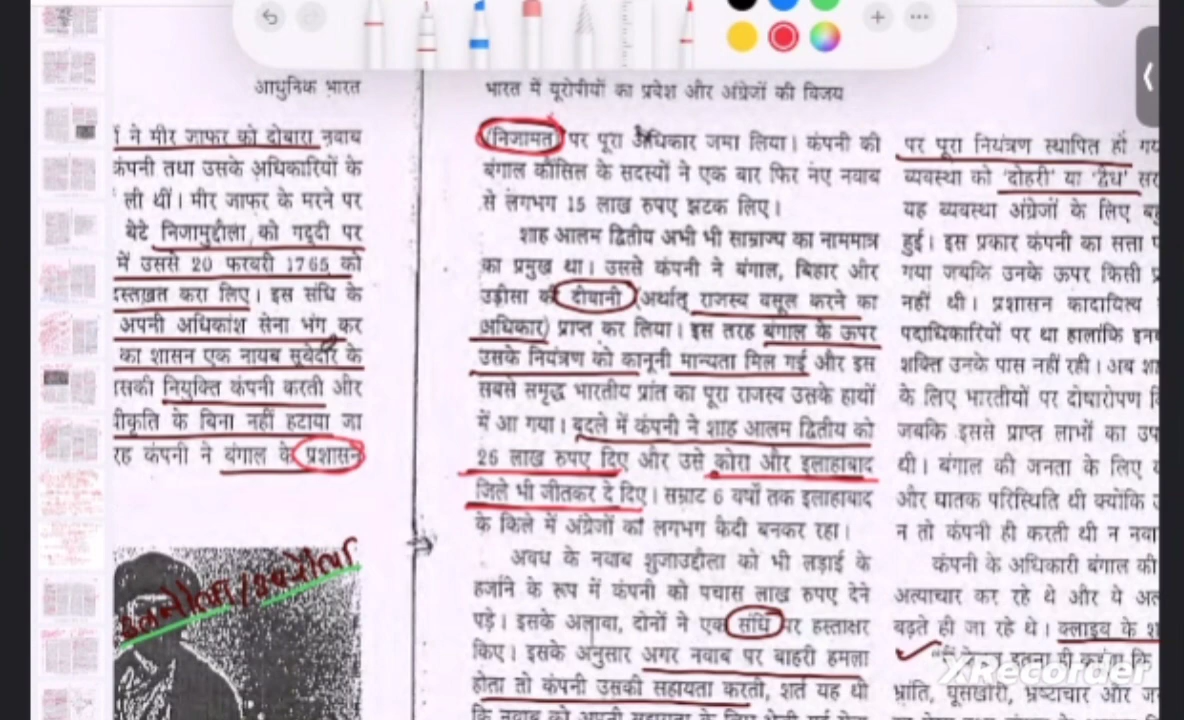 आधुनिक भारत
ने मीर जाफर को दोबारा नवाब
कंपनी तथा उसके अधिकारियों के
ली थीं। मीर जाफर के मरने पर
बेटे निजामुद्दौला को गद्दी पर
में उससे 20 फरवरी 1765 को
दस्तख़त करा लिए। इस संधि के
अपनी अधिकांश सेना भंग कर
का शासन एक नायब सूबेदार के
नियुक्ति कंपनी करती और
के बिना नहीं हटाया जा
कंपनी ने बंगाल के प्रशासन
भारत में यूरोपीयों का प्रवेश और अंग्रेजों की विजय
(निजामत) पर पूरा अधिकार जमा लिया। कंपनी की
बंगाल कौंसिल के सदस्यों ने एक बार फिर नए नवाब
से लगभग 15 लाख रुपए झटक लिए।
शाह आलम द्वितीय अभी भी साम्राज्य का नाममात्र
का प्रमुख था। उससे कंपनी ने बंगाल, बिहार और
उड़ीसा की दीवानी (अर्थात् राजस्व वसूल करने का
अधिकार) प्राप्त कर लिया। इस तरह बंगाल के ऊपर
उसके नियंत्रण को कानूनी मान्यता मिल गई और इस
सबसे समृद्ध भारतीय प्रांत का पूरा राजस्व उसके हाथों
में आ गया। बदले में कंपनी ने शाह आलम द्वितीय को
26 लाख रुपए दिए और उसे कोरा और इलाहाबाद
जिले भी जीतकर दे दिए। सम्राट 6 वर्षों तक इलाहाबाद
के किले में अंग्रेजों का लगभग कैदी बनकर रहा।
अवध के नवाब शुजाउद्दौला को भी लड़ाई के
हर्जाने के रूप में कंपनी को पचास लाख रुपए देने
पड़े। इसके अलावा, दोनों ने एक संधि पर हस्ताक्षर
किए। इसके अनुसार अगर नवाब पर बाहरी हमला
होता तो कंपनी उसकी सहायता करती, शर्त यह थी
कि नवाब को अपनी सहायता के लिए
पर पूरा नियंत्रण स्थापित हो
व्यवस्था को 'दोहरी' या 'द्वैध'
यह व्यवस्था अंग्रेजों के लिए
हुई। इस प्रकार कंपनी का सत्ता
गया जबकि उनके ऊपर किसी
नहीं थी। प्रशासन का दायित्व
पदाधिकारियों पर था हालांकि
शक्ति उनके पास नहीं रही। अब
के लिए भारतीयों पर दोषारोपण
जबकि इससे प्राप्त लाभों का
थी। बंगाल की जनता के लिए
और घातक परिस्थिति थी क्योंकि
न तो कंपनी ही करती थी न
कंपनी के अधिकारी बंगाल की
अत्याचार कर रहे थे और ये
बढ़ते ही जा रहे थे। क्लाइव के
इतना ही कहूंगा कि
भ्रांति, घूसखोरी, भ्रष्टाचार और
XRecorder